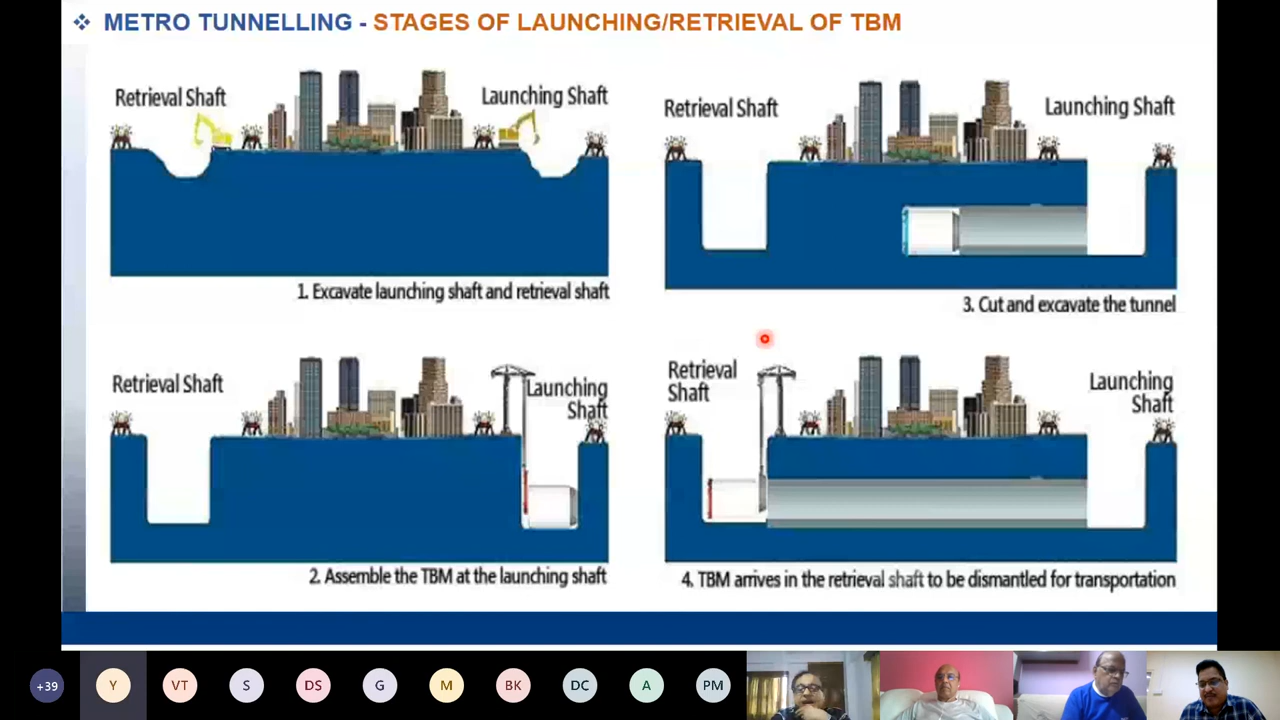 ❖ METRO TUNNELLING - STAGES OF LAUNCHING/RETRIEVAL OF TBM
Retrieval Shaft
Launching Shaft
1. Excavate launching shaft and retrieval shaft
Retrieval Shaft
Launching Shaft
3. Cut and excavate the tunnel
Retrieval Shaft
Launching
Shaft
2. Assemble the TBM at the launching shaft
Retrieval
Shaft
Launching
Shaft
4. TBM arrives in the retrieval shaft to be dismantled for transportation
+39 Y VT S DS G M BK DC A PM